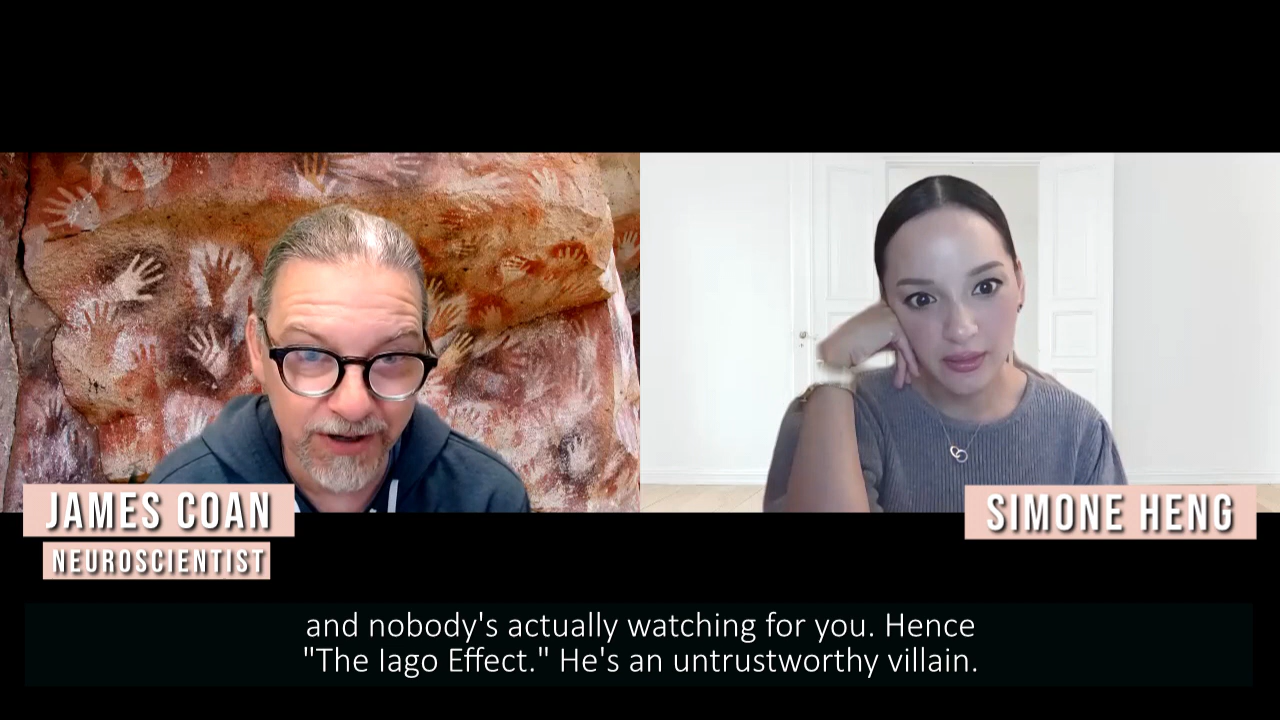 JAMES COAN
NEUROSCIENTIST
SIMONE HENG
and nobody's actually watching for you. Hence
"The Iago Effect." He's an untrustworthy villain.